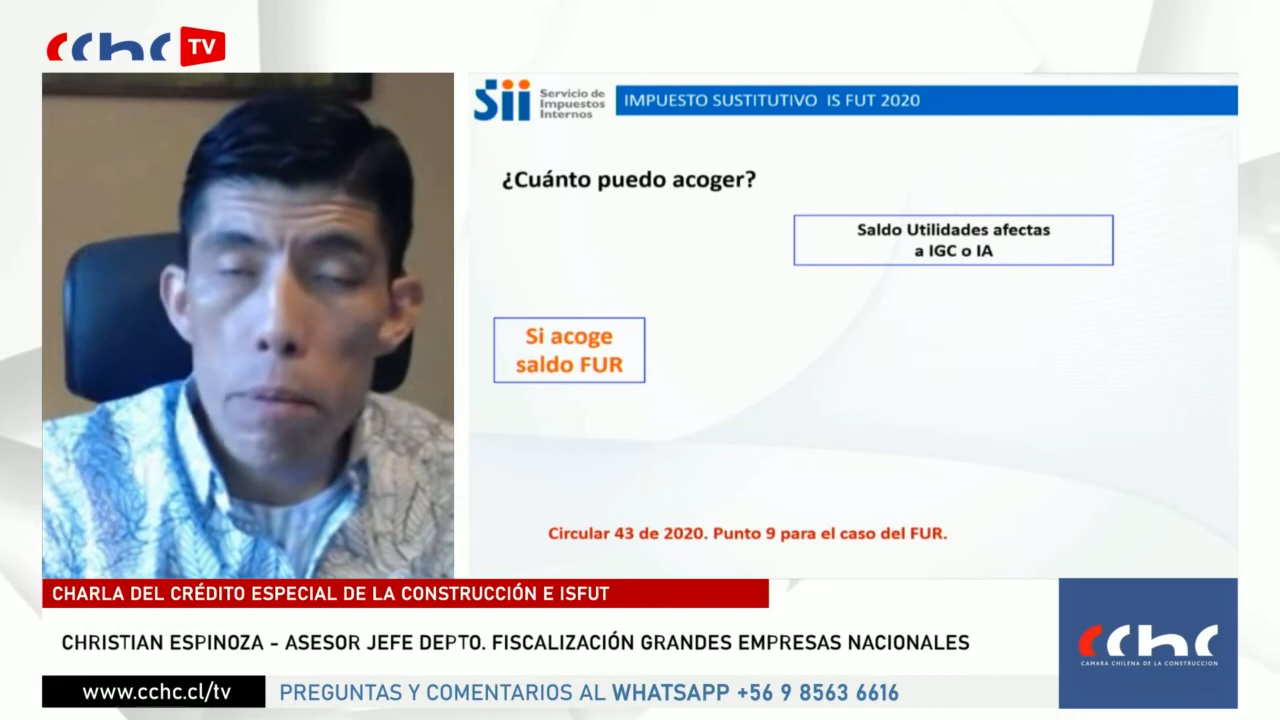 cchc TV
Sii Servicio de
Impuestos
Internos
IMPUESTO SUSTITUTIVO IS FUT 2020
¿Cuánto puedo acoger?
Saldo Utilidades afectas
a IGC o IA
Si acoge
saldo FUR
Circular 43 de 2020. Punto 9 para el caso del FUR.
CHARLA DEL CRÉDITO ESPECIAL DE LA CONSTRUCCIÓN E ISFUT
CHRISTIAN ESPINOZA - ASESOR JEFE DEPTO. FISCALIZACIÓN GRANDES EMPRESAS NACIONALES
www.cchc.cl/tv
PREGUNTAS Y COMENTARIOS AL WHATSAPP +56 9 8563 6616
cchc
CAMARA CHILENA DE LA CONSTRUCCION